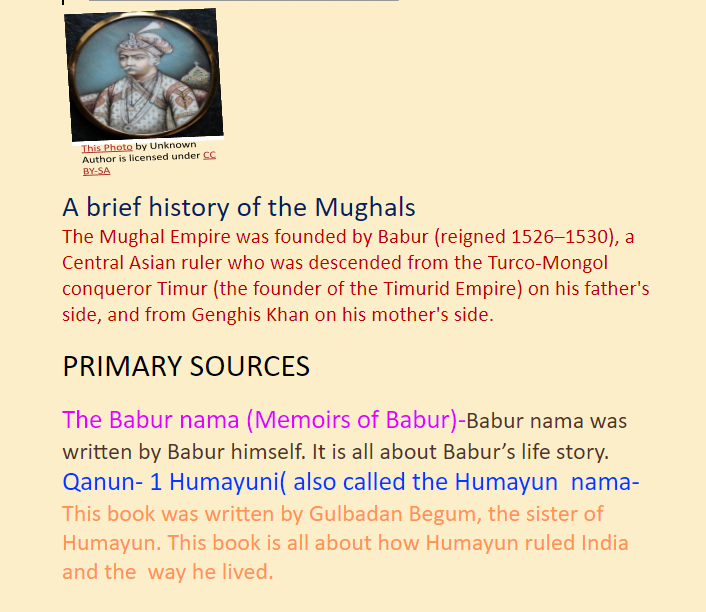 This Photo by Unknown
Author is licensed under CC
BY-SA
A brief history of the Mughals
The Mughal Empire was founded by Babur (reigned 1526–1530), a
Central Asian ruler who was descended from the Turco-Mongol
conqueror Timur (the founder of the Timurid Empire) on his father's
side, and from Genghis Khan on his mother's side.
PRIMARY SOURCES
The Babur nama (Memoirs of Babur)-Babur nama was
written by Babur himself. It is all about Babur’s life story.
Qanun- 1 Humayuni( also called the Humayun  nama-
This book was written by Gulbadan Begum, the sister of
Humayun. This book is all about how Humayun ruled India
and the  way he lived.